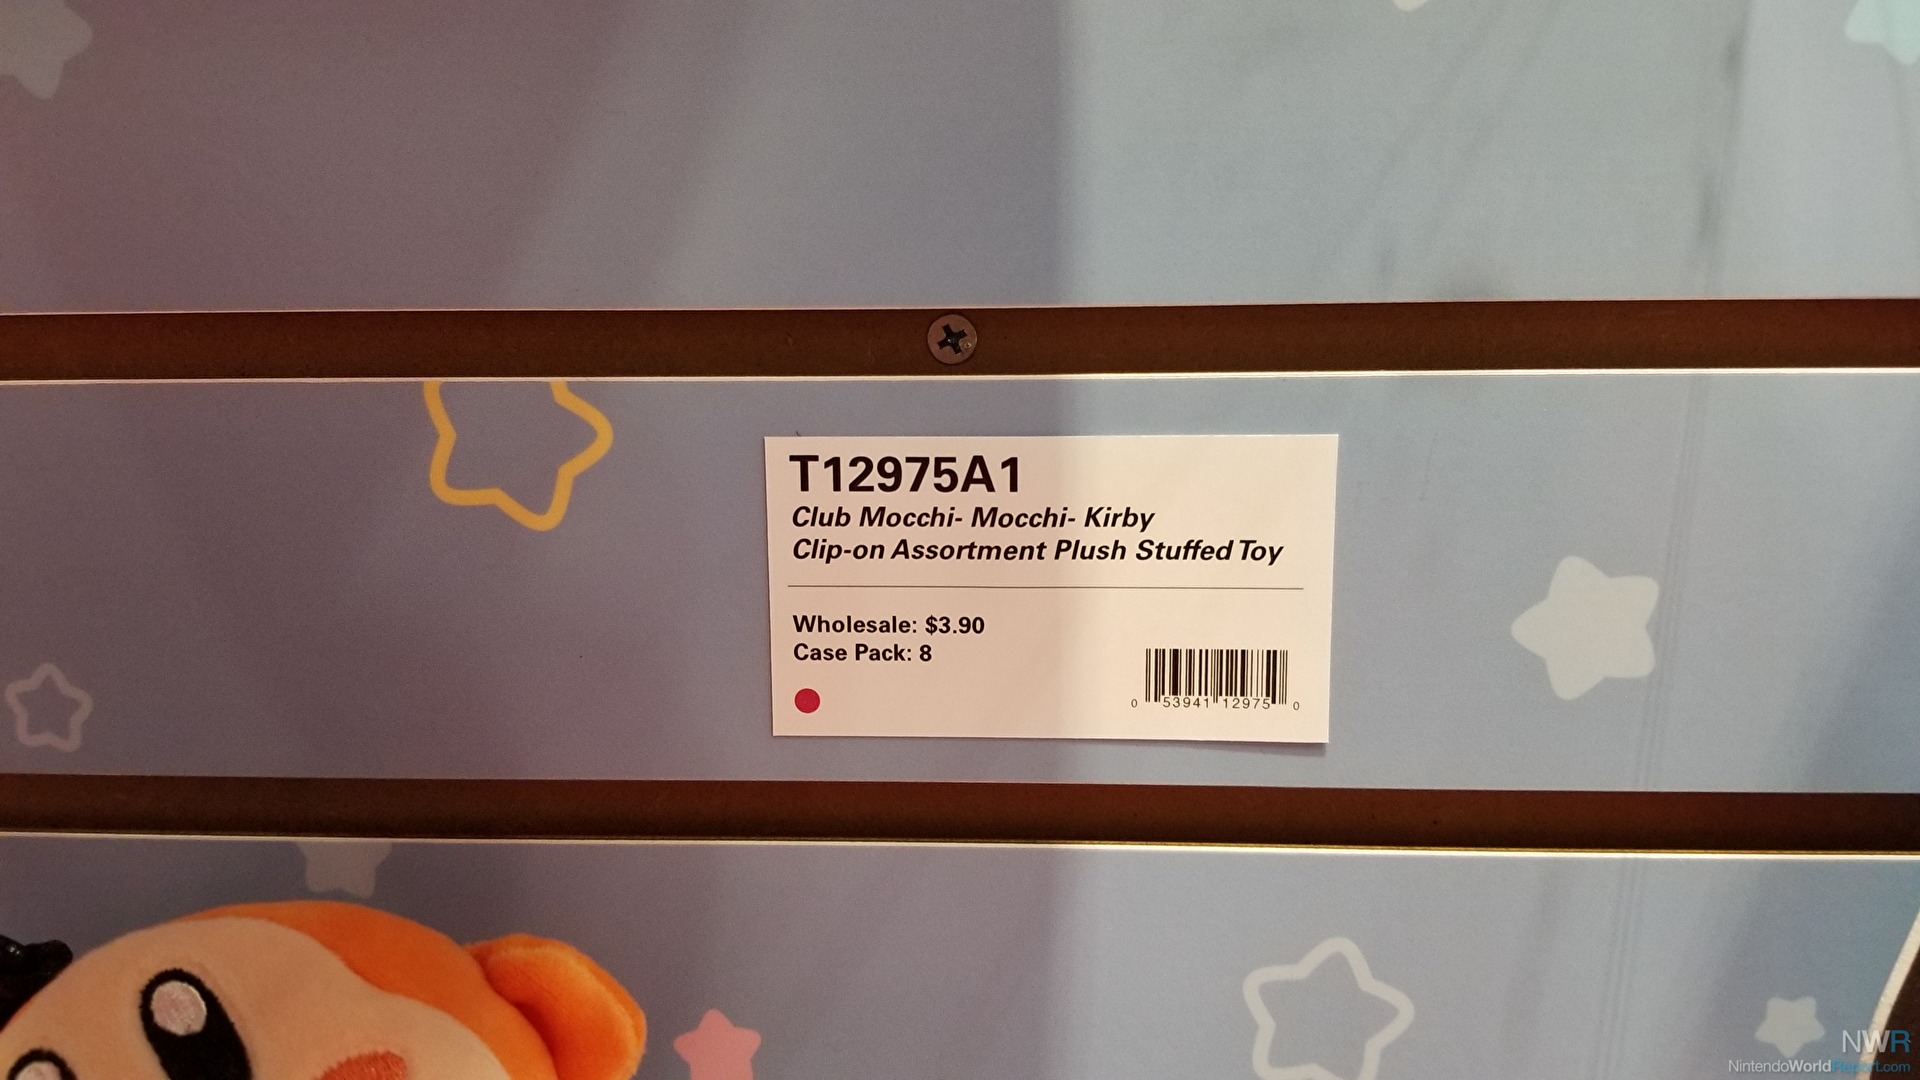 T12975A1
Club Mocchi- Mocchi- Kirby
Clip-on Assortment Plush Stuffed Toy
Wholesale: $3.90
Case Pack: 8
0 53941 12975 0
NWR
NintendoWorldReport.com